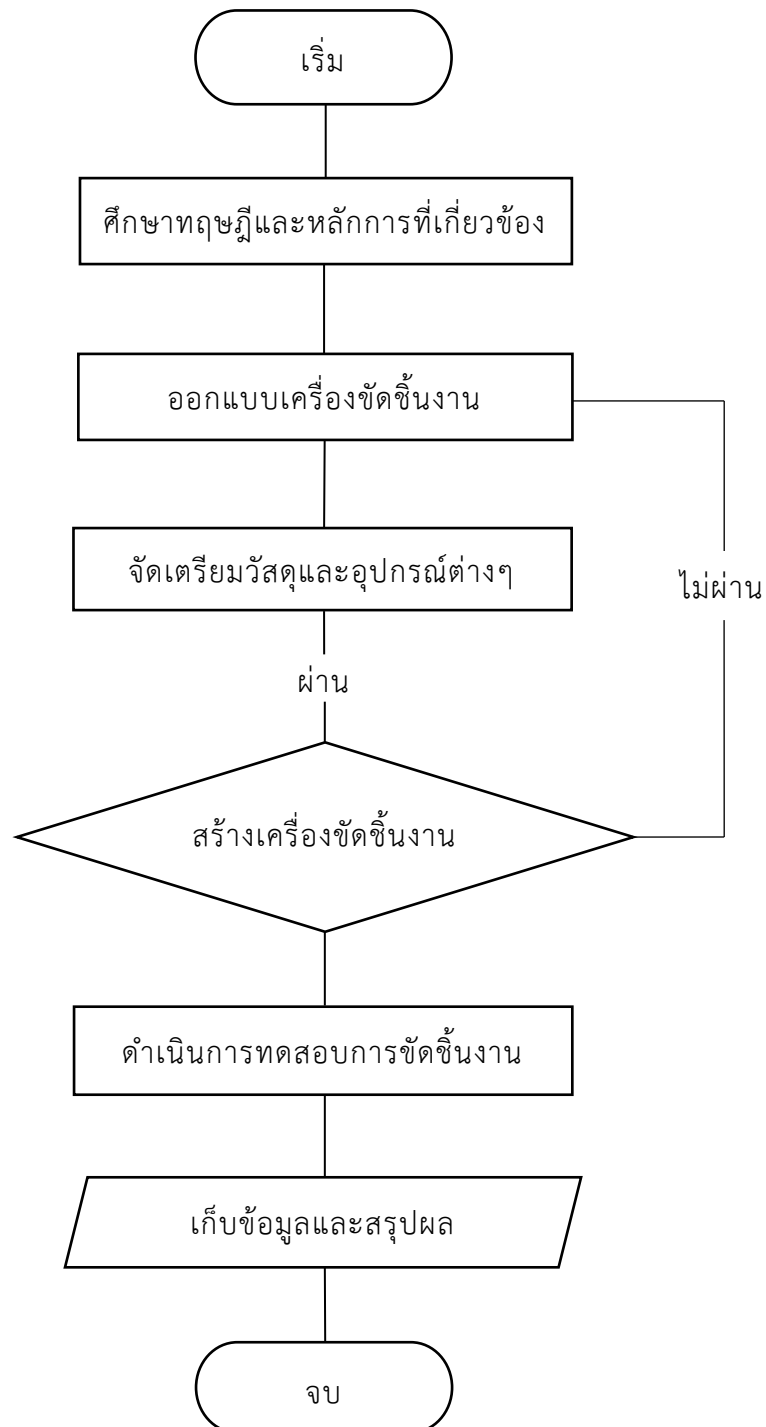 เริ่ม
ศึกษาทฤษฎีและหลักการที่เกี่ยวข้อง
ออกแบบเครื่องขัดชิ้นงาน
จัดเตรียมวัสดุและอุปกรณ์ต่างๆ
ไม่ผ่าน
ผ่าน
สร้างเครื่องขัดชิ้นงาน
ดำเนินการทดสอบการขัดชิ้นงาน
เก็บข้อมูลและสรุปผล
จบ